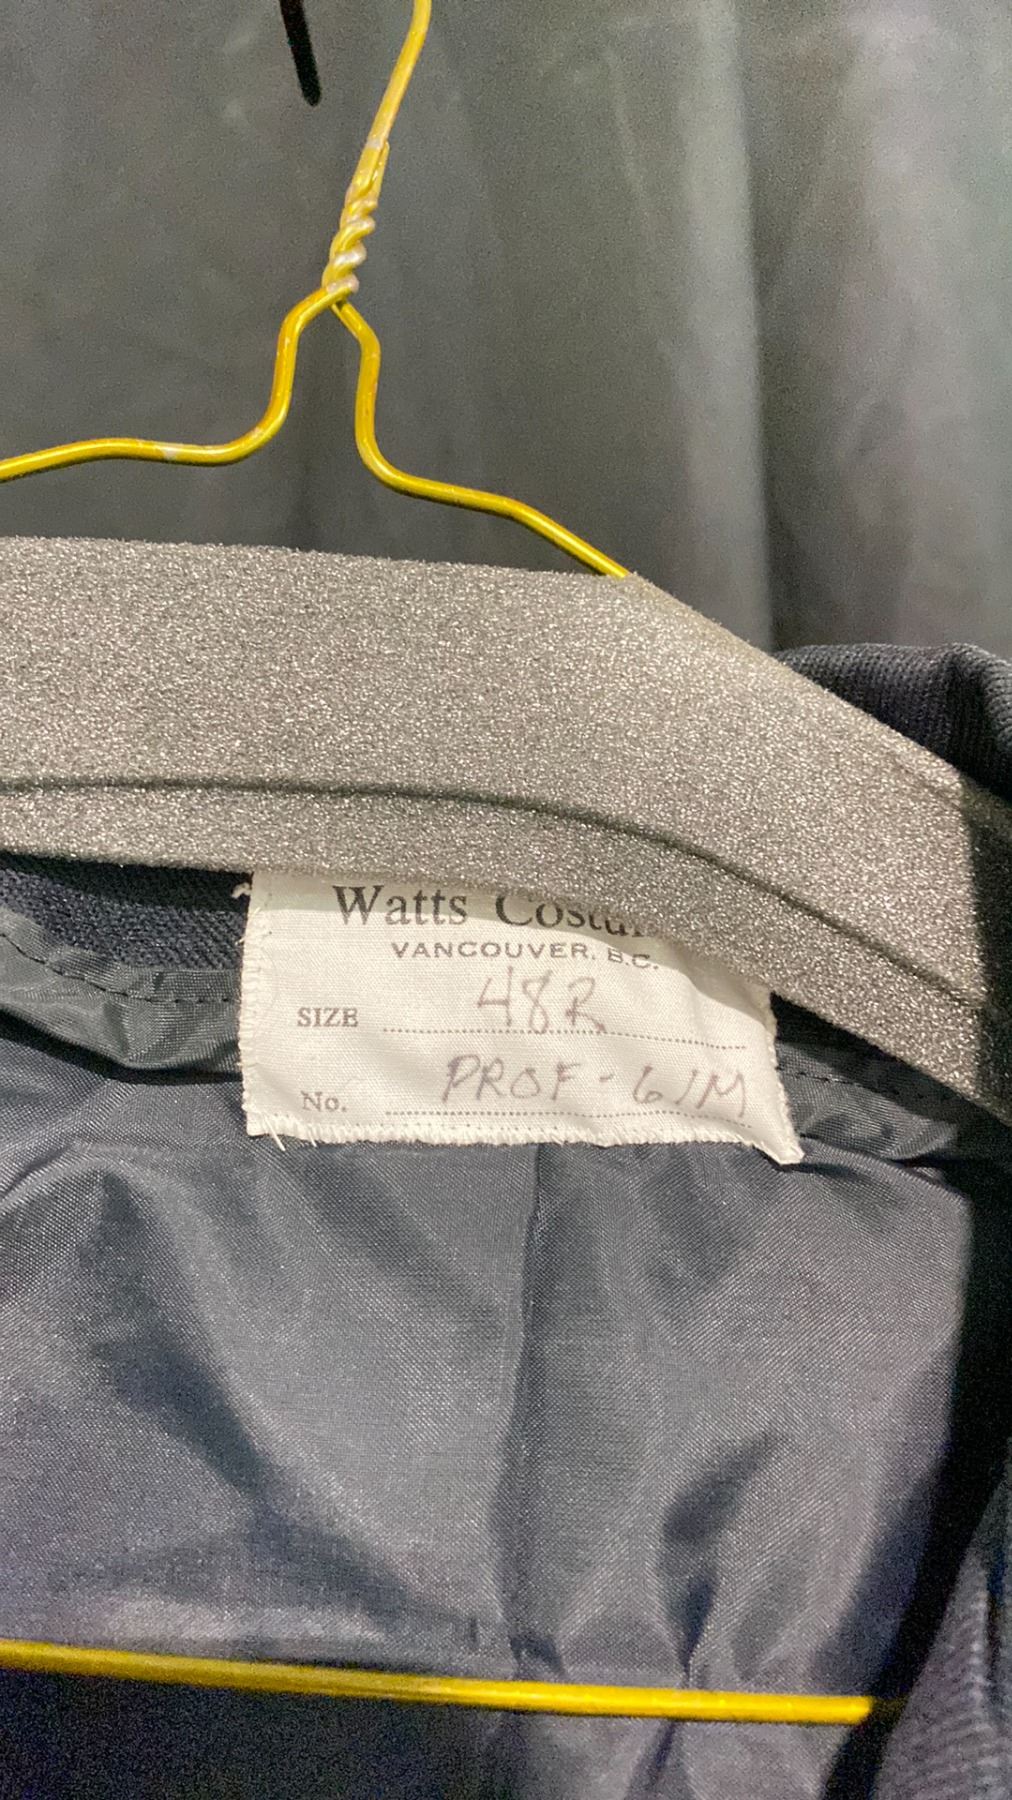 Watts Costu
VANCOUVER, B.C.
SIZE 48R
No. PROF - 61M